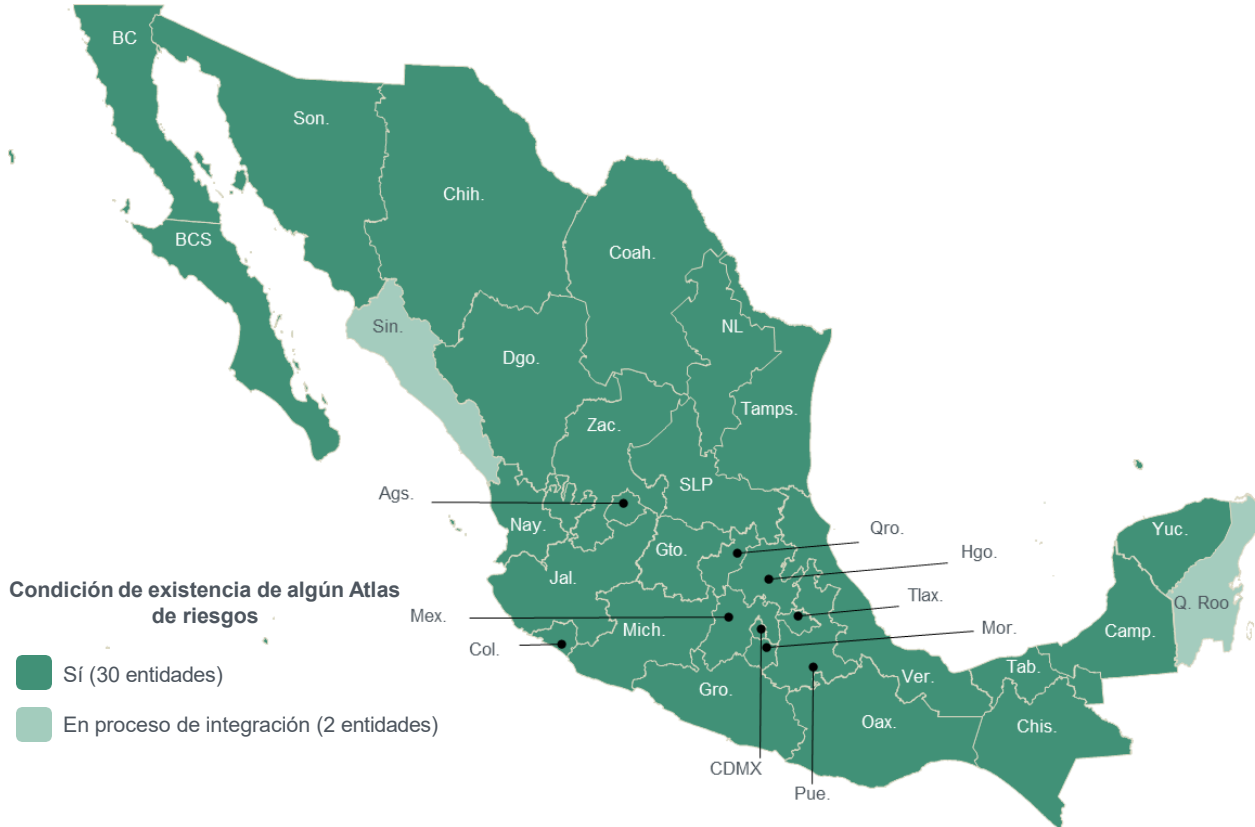 BC
Son.
Chih.
BCS
Coah.
Sin.
NL
Dgo.
Tamps.
Zac.
SLP
Ags.
Nay.
Qro.
Yuc.
Gto.
Hgo.
Jal.
Condición de existencia de algún Atlas
de riesgos
Tlax.
Q. Roo
Mex.
Mich.
Mor.
Camp.
Col.
Sí (30 entidades)
Tab.
Ver.
Gro.
Oax.
Chis.
En proceso de integración (2 entidades)
CDMX
Pue.